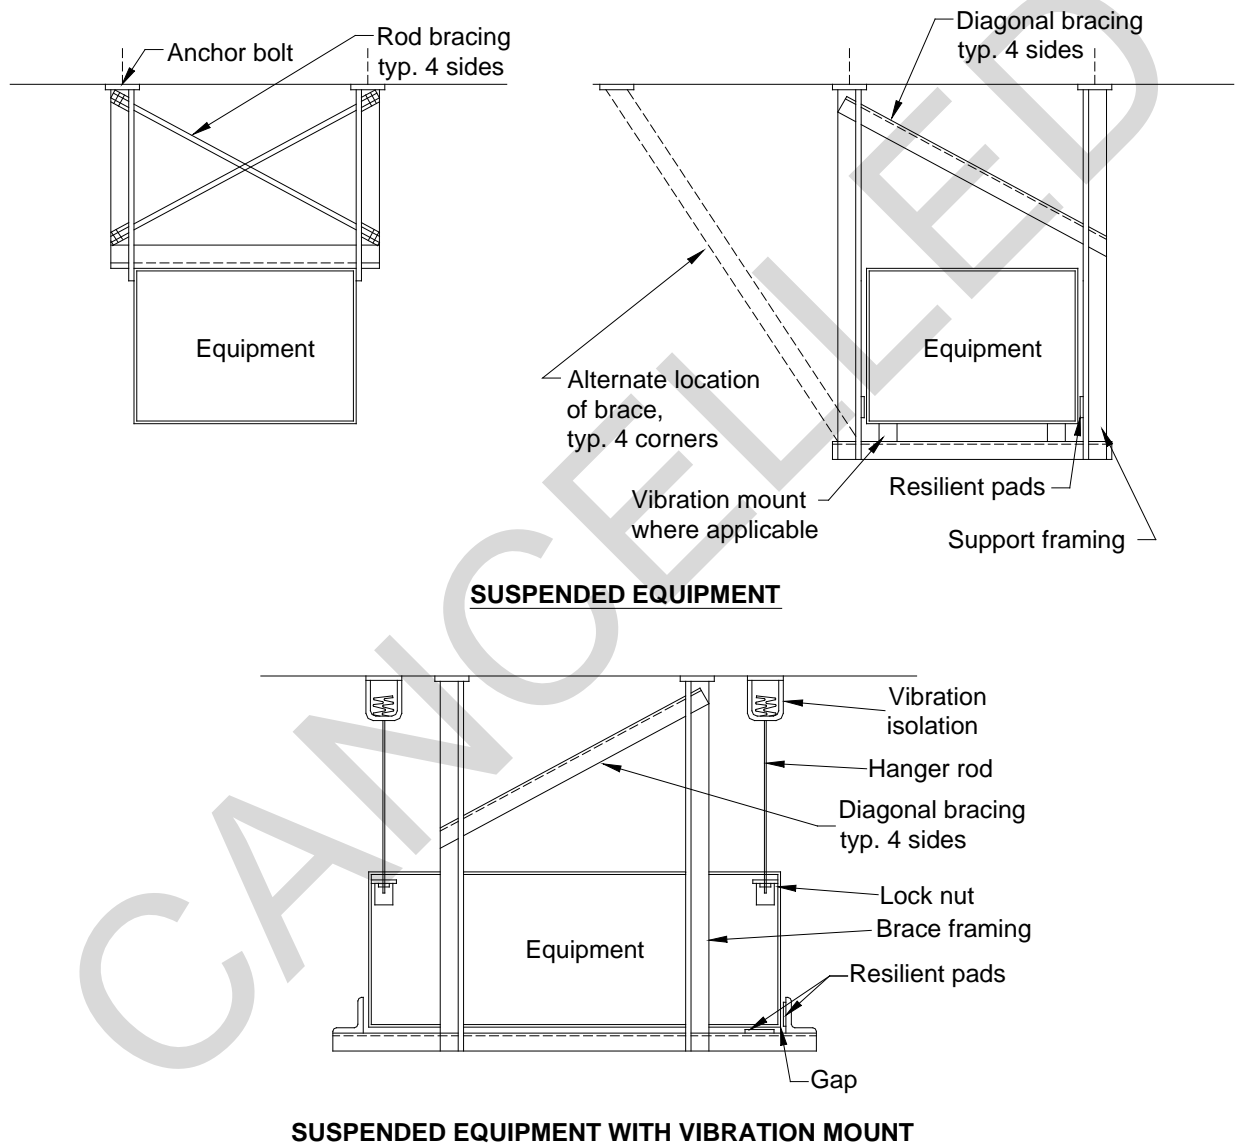 Anchor bolt
Rod bracing
typ. 4 sides
Equipment
Diagonal bracing
typ. 4 sides
Equipment
Alternate location
of brace,
typ. 4 corners
Vibration mount
where applicable
Resilient pads
Support framing
SUSPENDED EQUIPMENT
Vibration
isolation
Hanger rod
Diagonal bracing
typ. 4 sides
Lock nut
Brace framing
Equipment
Resilient pads
Gap
SUSPENDED EQUIPMENT WITH VIBRATION MOUNT
CANCELLED